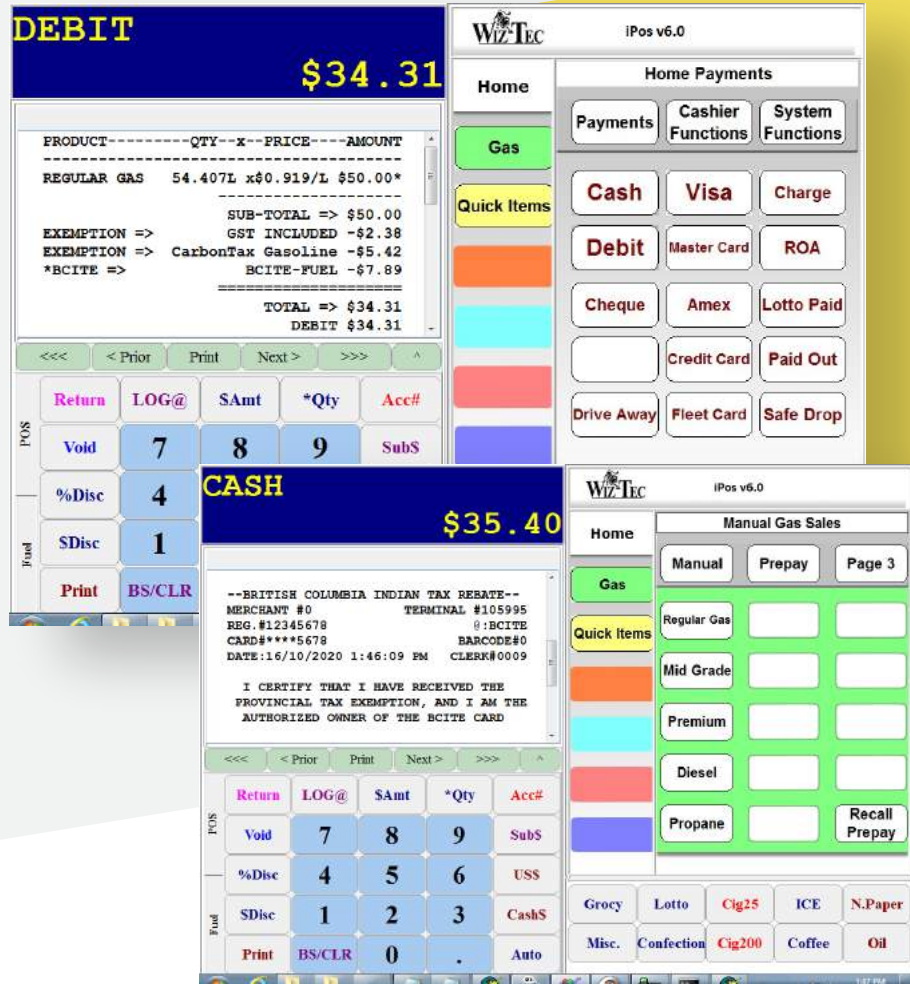 DEBIT
$34.31
PRODUCT---------QTY--x--PRICE----AMOUNT
REGULAR GAS 54.407L x$0.919/L $50.00*
SUB-TOTAL => $50.00
EXEMPTION => GST INCLUDED -$2.38
EXEMPTION => CarbonTax Gasoline -$5.42
*BCITE => BCITE-FUEL -$7.89
TOTAL => $34.31
DEBIT $34.31
<<< < Prior Print Next > >>> ^
POS
Fuel
Return LOG@ $Amt *Qty Acc#
Void 7 8 9 Sub$
%Disc 4
$Disc 1
Print BS/CLR
WIZ-TEC iPos v6.0
Home
Home Payments
Payments Cashier Functions System Functions
Gas
Quick Items
Cash Visa Charge
Debit Master Card ROA
Cheque Amex Lotto Paid
Credit Card Paid Out
Drive Away Fleet Card Safe Drop
CASH
$35.40
--BRITISH COLUMBIA INDIAN TAX REBATE--
MERCHANT #0 TERMINAL #105995
REG.#12345678 @:BCITE
CARD#****5678 BARCODE#0
DATE:16/10/2020 1:46:09 PM CLERK#0009
I CERTIFY THAT I HAVE RECEIVED THE
PROVINCIAL TAX EXEMPTION, AND I AM THE
AUTHORIZED OWNER OF THE BCITE CARD
<<< < Prior Print Next > >>> ^
POS
Fuel
Return LOG@ $Amt *Qty Acc#
Void 7 8 9 Sub$
%Disc 4 5 6 US$
$Disc 1 2 3 Cash$
Print BS/CLR 0 . Auto
WIZ-TEC iPos v6.0
Home
Manual Gas Sales
Manual Prepay Page 3
Gas
Quick Items
Regular Gas
Mid Grade
Premium
Diesel
Propane
Recall Prepay
Grocy Lotto Cig25 ICE N.Paper
Misc. Confection Cig200 Coffee Oil
1:47 PM